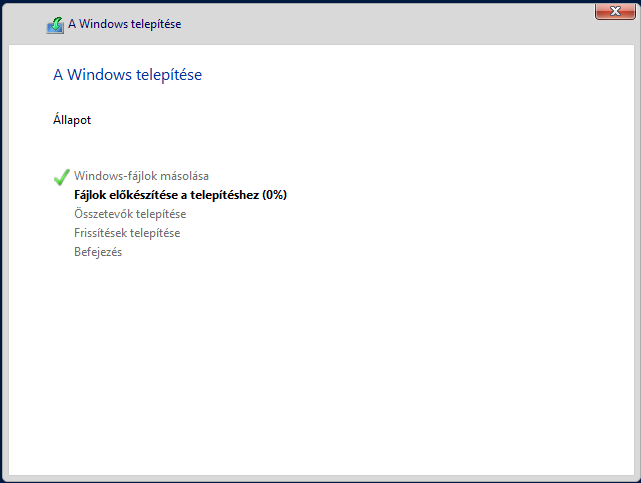 A Windows telepítése
A Windows telepítése
Állapot
Windows-fájlok másolása
Fájlok előkészítése a telepítéshez (0%)
Összetevők telepítése
Frissítések telepítése
Befejezés